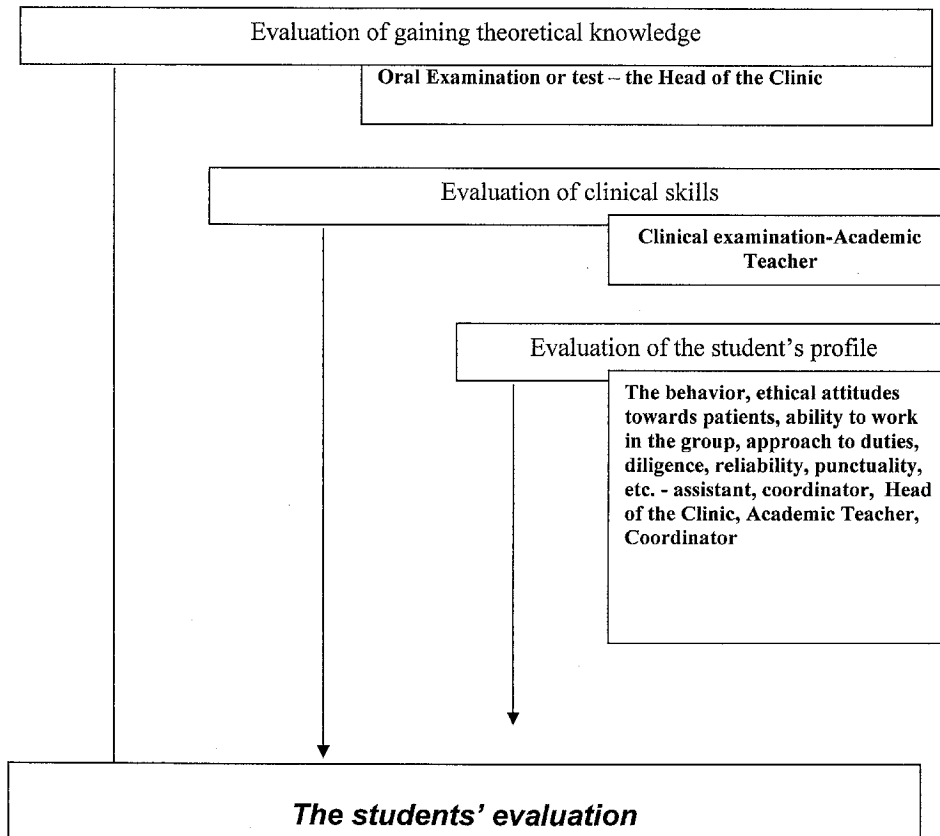 Evaluation of gaining theoretical knowledge
Oral Examination or test – the Head of the Clinic
Evaluation of clinical skills
Clinical examination-Academic
Teacher
Evaluation of the student's profile
The behavior, ethical attitudes
towards patients, ability to work
in the group, approach to duties,
diligence, reliability, punctuality,
etc. - assistant, coordinator, Head
of the Clinic, Academic Teacher,
Coordinator
The students' evaluation